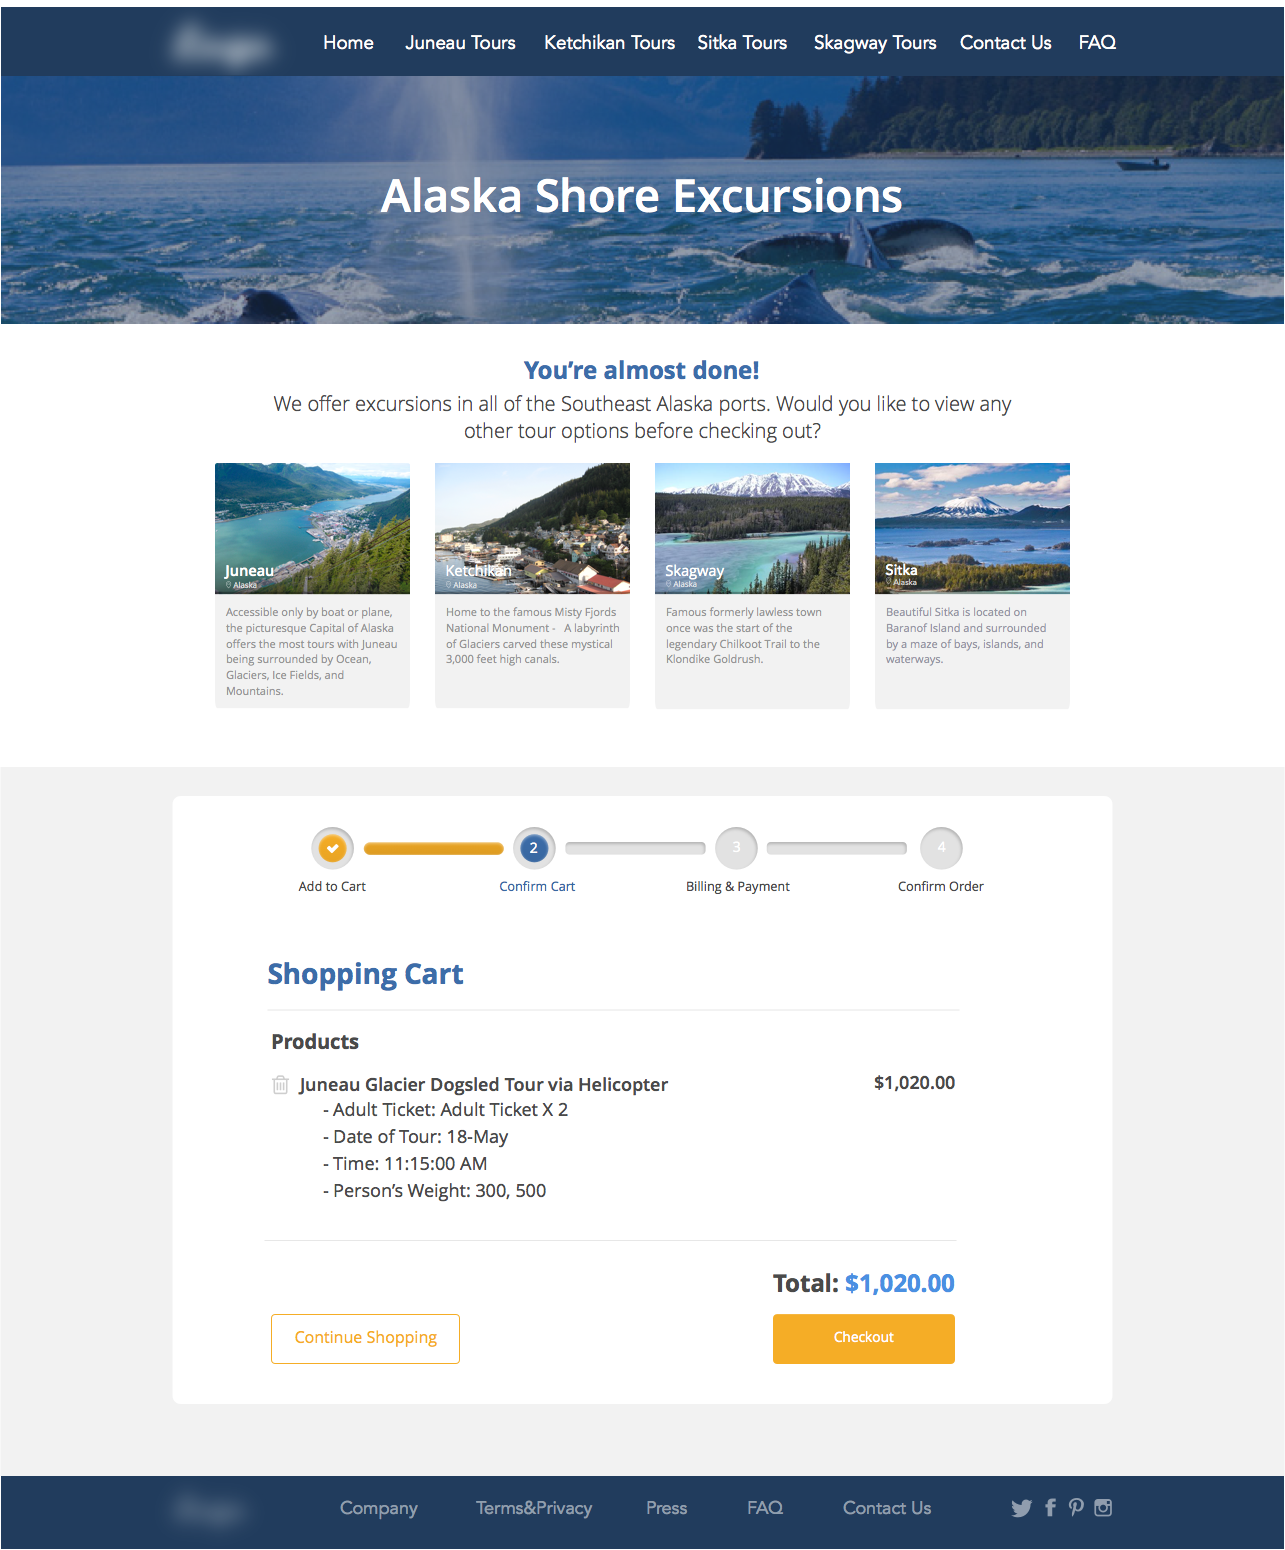 Home Juneau Tours Ketchikan Tours Sitka Tours Skagway Tours Contact Us FAQ
Alaska Shore Excursions
You're almost done!
We offer excursions in all of the Southeast Alaska ports. Would you like to view any
other tour options before checking out?
Juneau
Alaska
Accessible only by boat or plane,
the picturesque Capital of Alaska
offers the most tours with Juneau
being surrounded by Ocean,
Glaciers, Ice Fields, and
Mountains.
Ketchikan
Alaska
Home to the famous Misty Fjords
National Monument - A labyrinth
of Glaciers carved these mystical
3,000 feet high canals.
Skagway
Alaska
Famous formerly lawless town
once was the start of the
legendary Chilkoot Trail to the
Klondike Goldrush.
Sitka
Alaska
Beautiful Sitka is located on
Baranof Island and surrounded
by a maze of bays, islands, and
waterways.
2 3 4
Add to Cart Confirm Cart Billing & Payment Confirm Order
Shopping Cart
Products
Juneau Glacier Dogsled Tour via Helicopter $1,020.00
- Adult Ticket: Adult Ticket X 2
- Date of Tour: 18-May
- Time: 11:15:00 AM
- Person's Weight: 300, 500
Total: $1,020.00
Continue Shopping Checkout
Company Terms&Privacy Press FAQ Contact Us